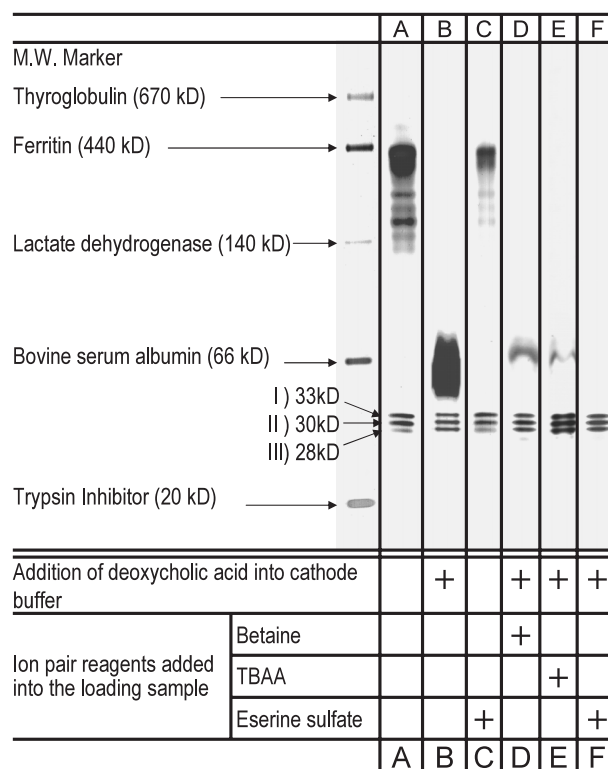 A B C D E F
M.W. Marker
Thyroglobulin (670 kD)
Ferritin (440 kD)
Lactate dehydrogenase (140 kD)
Bovine serum albumin (66 kD)
I ) 33kD
II ) 30kD
III) 28kD
Trypsin Inhibitor (20 kD)
Addition of deoxycholic acid into cathode + + + +
buffer
Betaine +
Ion pair reagents added
into the loading sample
TBAA +
Eserine sulfate + +
A B C D E F